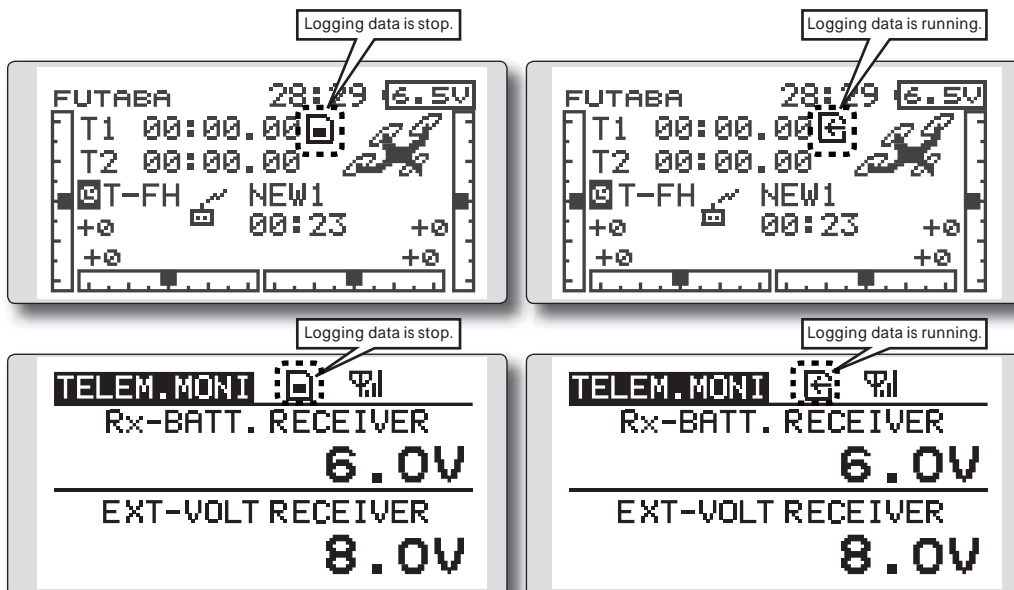 Logging data is stop.
Logging data is running.
FUTABA 28:29 6.5V
T1 00:00.00
T2 00:00.00
T-FH NEW1
00:23
+0 +0
+0 +0
FUTABA 28:29 6.5V
T1 00:00.00
T2 00:00.00
T-FH NEW1
00:23
+0 +0
+0 +0
Logging data is stop.
Logging data is running.
TELEM.MONI
Rx-BATT. RECEIVER
6.0V
EXT-VOLT RECEIVER
8.0V
TELEM.MONI
Rx-BATT. RECEIVER
6.0V
EXT-VOLT RECEIVER
8.0V